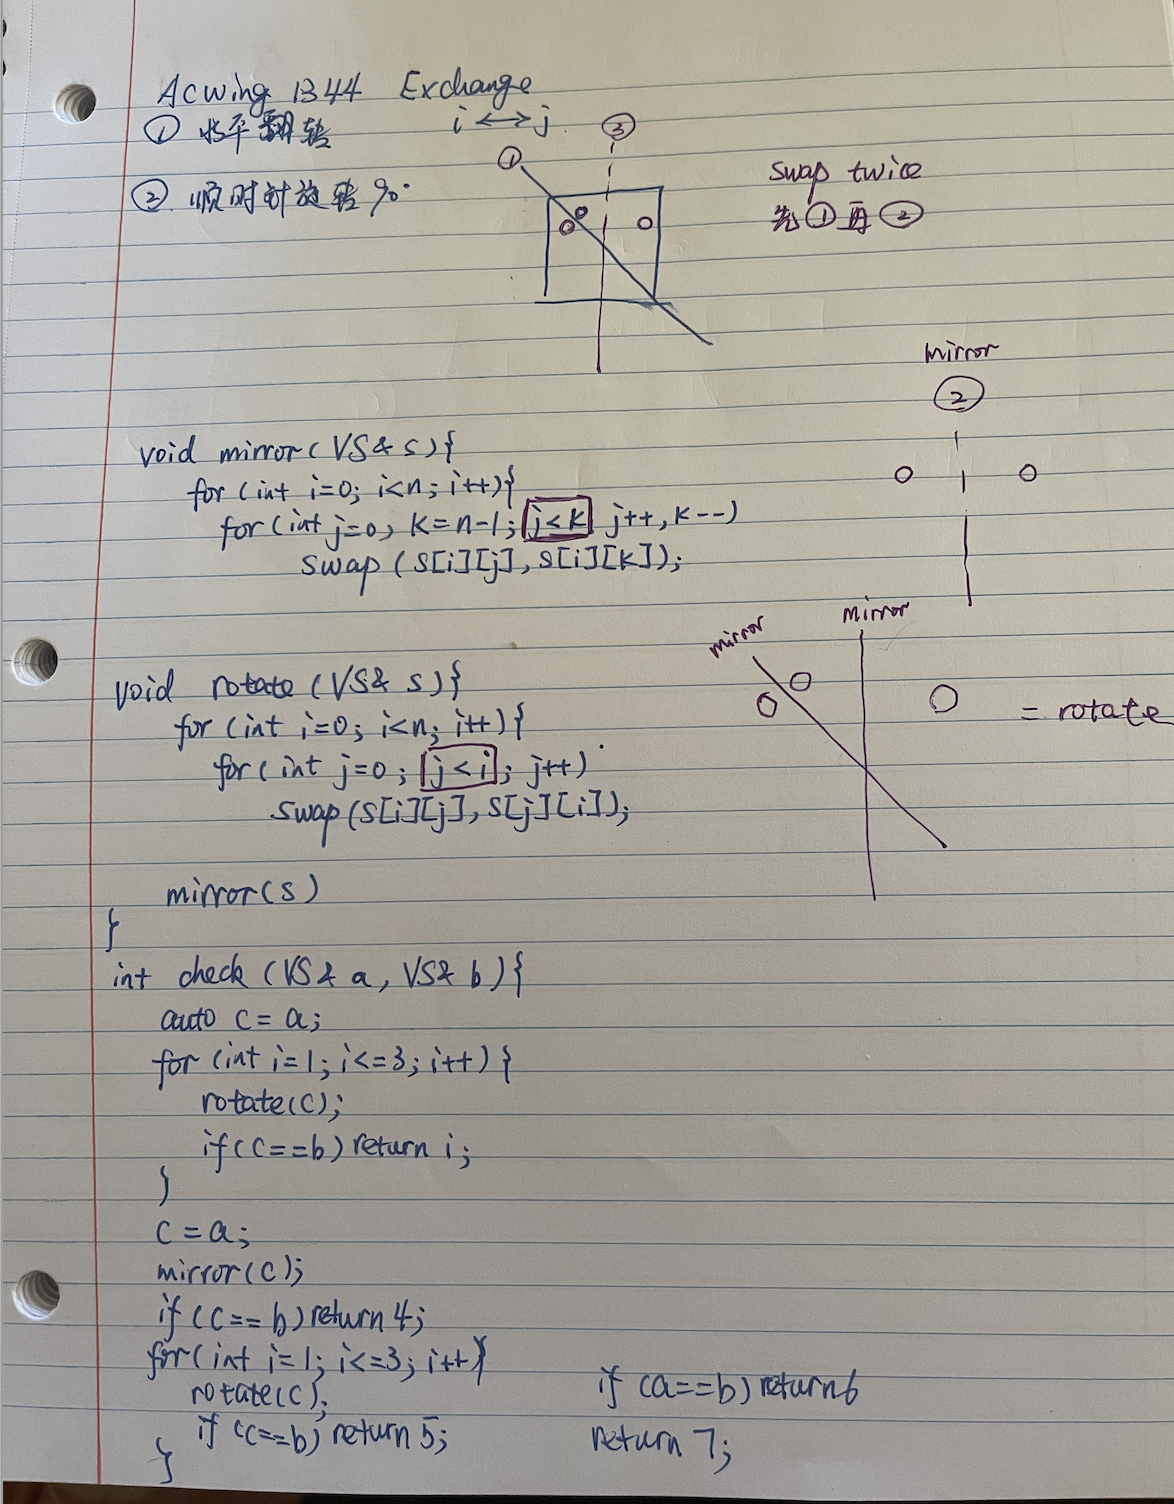 Acwing 1344 Exchange
i ↔ j
① 水平翻转
② 顺时针旋转 90°
①
③
swap twice
先①再②
mirror
②
void mirror(VS& s){
for (int i=0; i<n; i++){
for (int j=0, k=n-1; j<k j++, k--)
swap (s[i][j], s[i][k]);
mirror
mirror
= rotate
void rotate (VS& s){
for (int i=0; i<n; i++){
for (int j=0; j<i; j++)
swap(s[i][j], s[j][i]);
mirror(s)
}
int check (VS& a, VS& b){
auto c=a;
for (int i=1; i<=3; i++){
rotate(c);
if(c==b) return i;
}
c=a;
mirror(c);
if (c==b) return 4;
for(int i=1; i<=3; i++){
rotate(c);
if (c==b) return 5;
}
if (a==b) return 6
return 7;